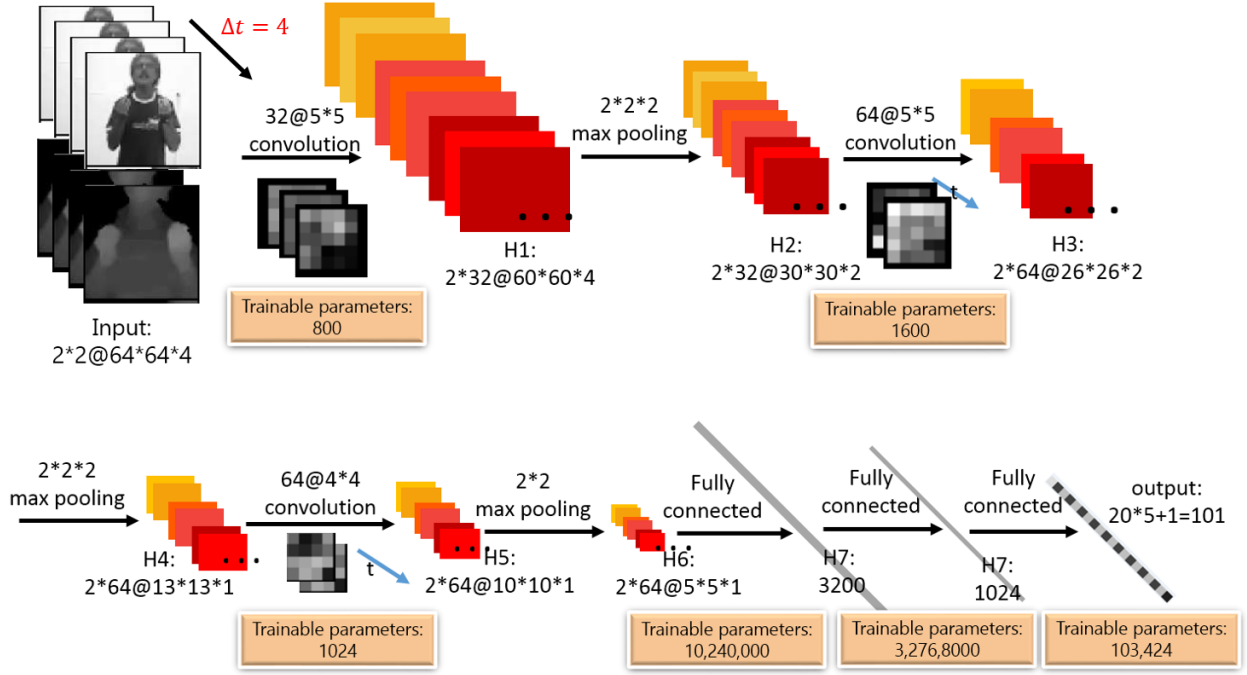 Δt = 4
32@5*5
convolution
2*2*2
max pooling
64@5*5
convolution
t
Input:
2*2@64*64*4
H1:
2*32@60*60*4
H2:
2*32@30*30*2
H3:
2*64@26*26*2
Trainable parameters:
800
Trainable parameters:
1600
2*2*2
max pooling
64@4*4
convolution
t
2*2
max pooling
Fully
connected
Fully
connected
Fully
connected
output:
20*5+1=101
H4:
2*64@13*13*1
H5:
2*64@10*10*1
H6:
2*64@5*5*1
H7:
3200
H7:
1024
Trainable parameters:
1024
Trainable parameters:
10,240,000
Trainable parameters:
3,276,8000
Trainable parameters:
103,424